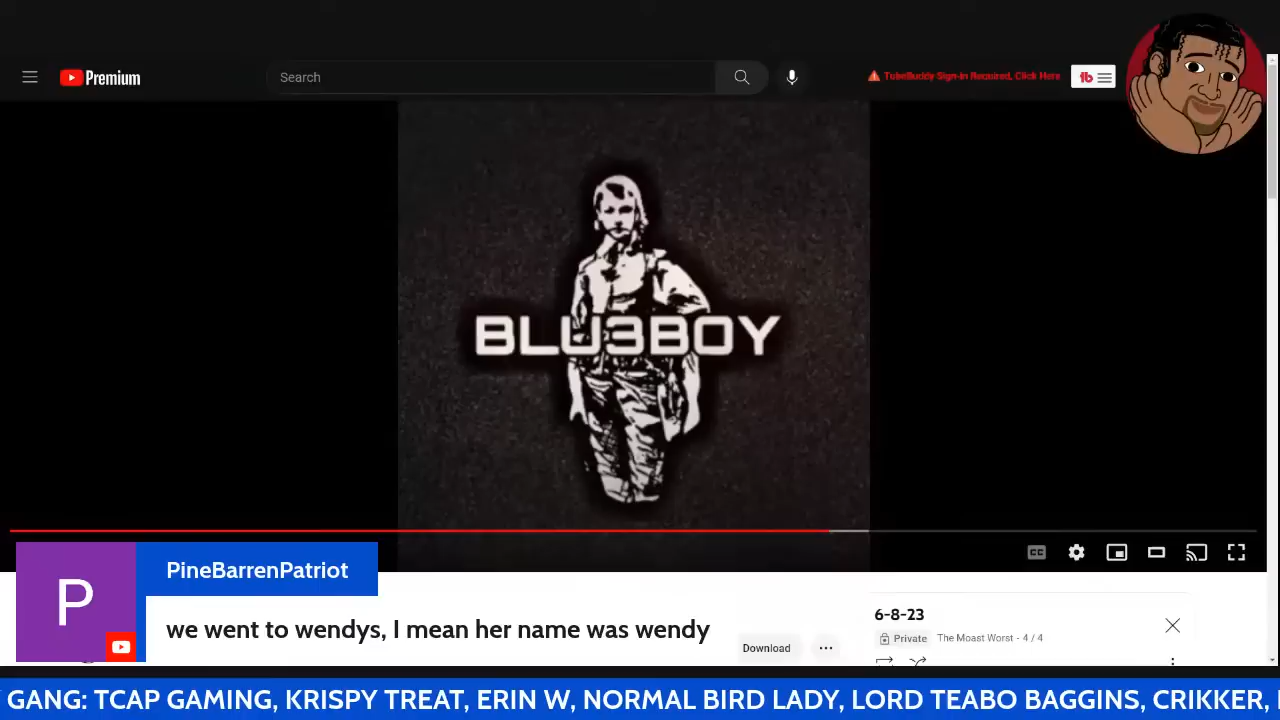 Premium
Search
TubeBuddy Sign-in Required, Click Here
tb
BLU3BOY
CC
P
PineBarrenPatriot
we went to wendys, I mean her name was wendy
Download
6-8-23
Private
The Moast Worst - 4 / 4
GANG: TCAP GAMING, KRISPY TREAT, ERIN W, NORMAL BIRD LADY, LORD TEABO BAGGINS, CRIKKER,